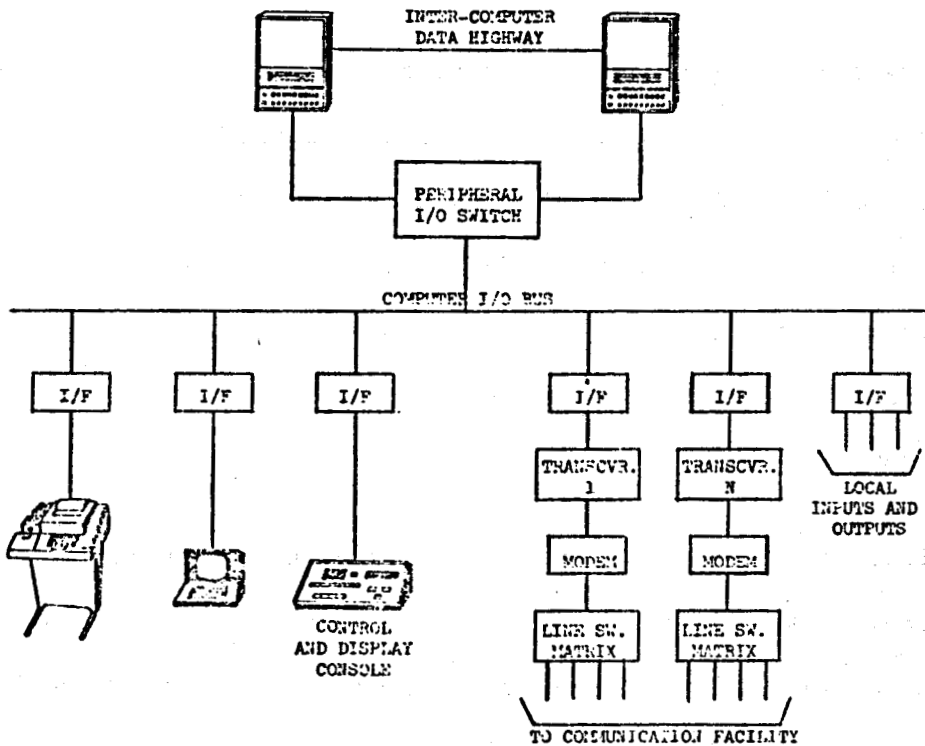 INTER-COMPUTER
DATA HIGHWAY
PERIPHERAL
I/O SWITCH
COMPUTER I/O BUS
I/F
I/F
I/F
I/F
I/F
I/F
TRANSCVR.
1
TRANSCVR.
N
LOCAL
INPUTS AND
OUTPUTS
MODEM
MODEM
CONTROL
AND DISPLAY
CONSOLE
LINE SW.
MATRIX
LINE SW.
MATRIX
TO COMMUNICATION FACILITY